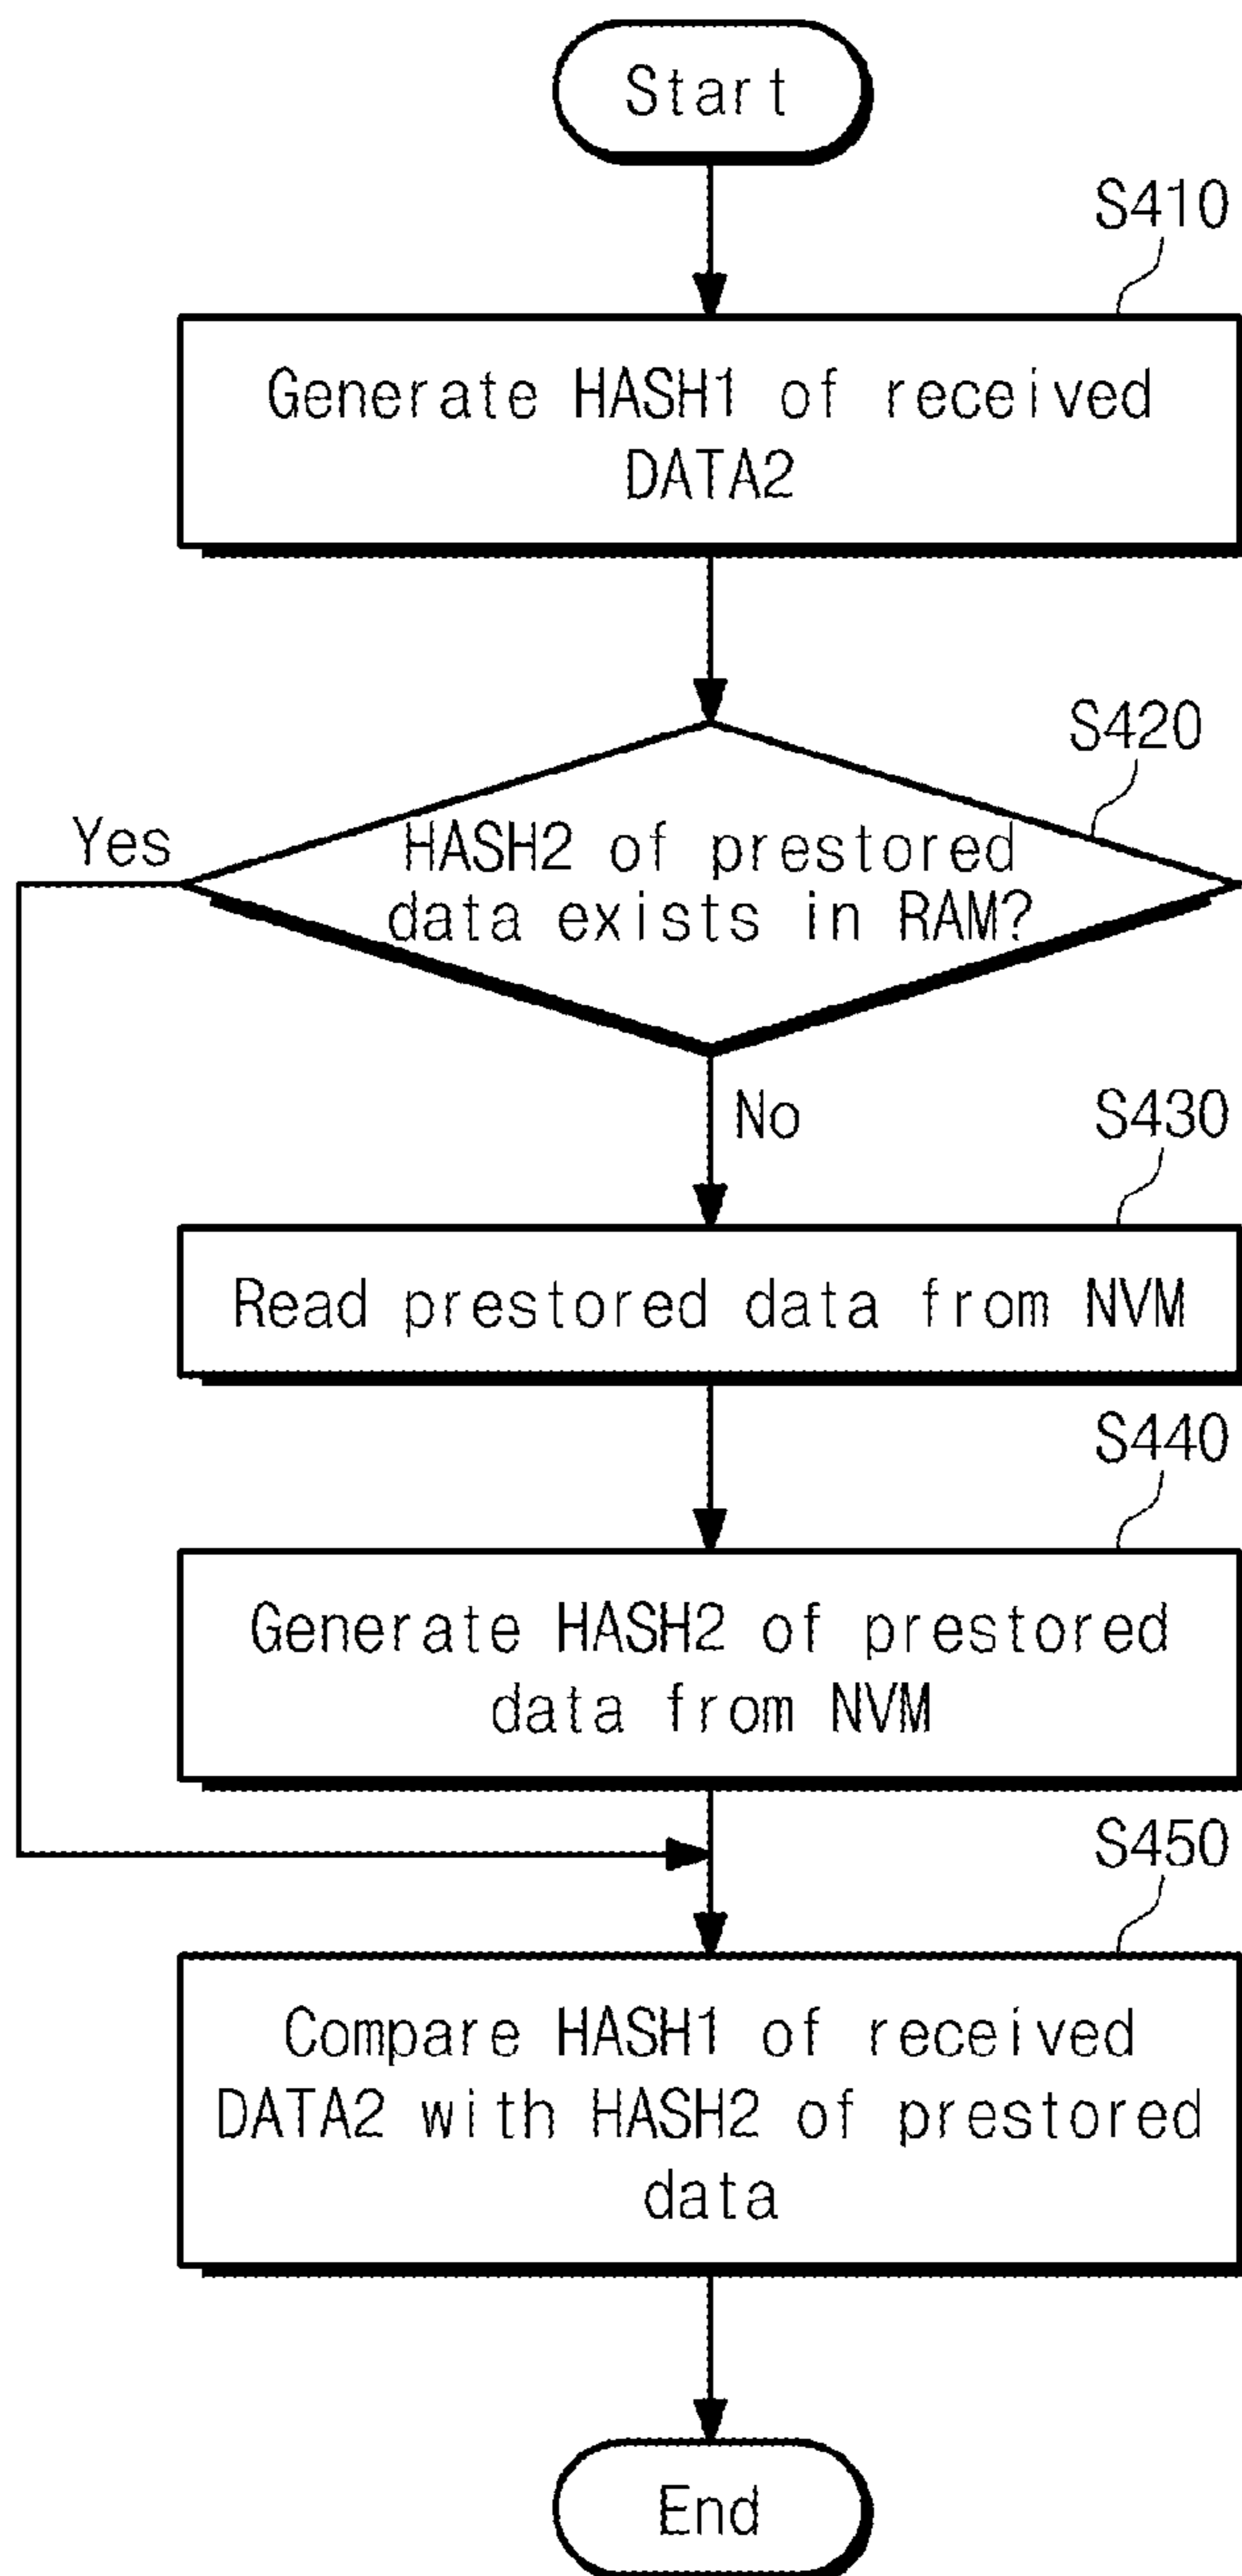 Start
S410
Generate HASH1 of received
DATA2
S420
Yes
HASH2 of prestored
data exists in RAM?
No
S430
Read prestored data from NVM
S440
Generate HASH2 of prestored
data from NVM
S450
Compare HASH1 of received
DATA2 with HASH2 of prestored
data
End